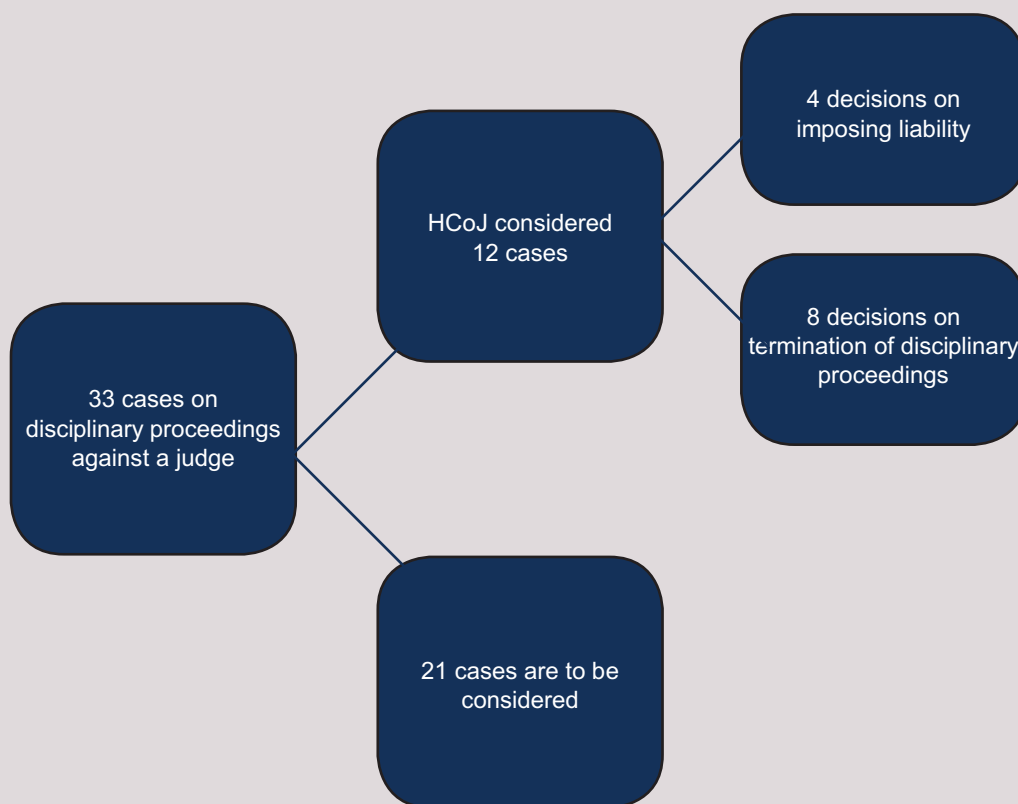 33 cases on
disciplinary proceedings
against a judge
HCoJ considered
12 cases
4 decisions on
imposing liability
8 decisions on
termination of disciplinary
proceedings
21 cases are to be
considered